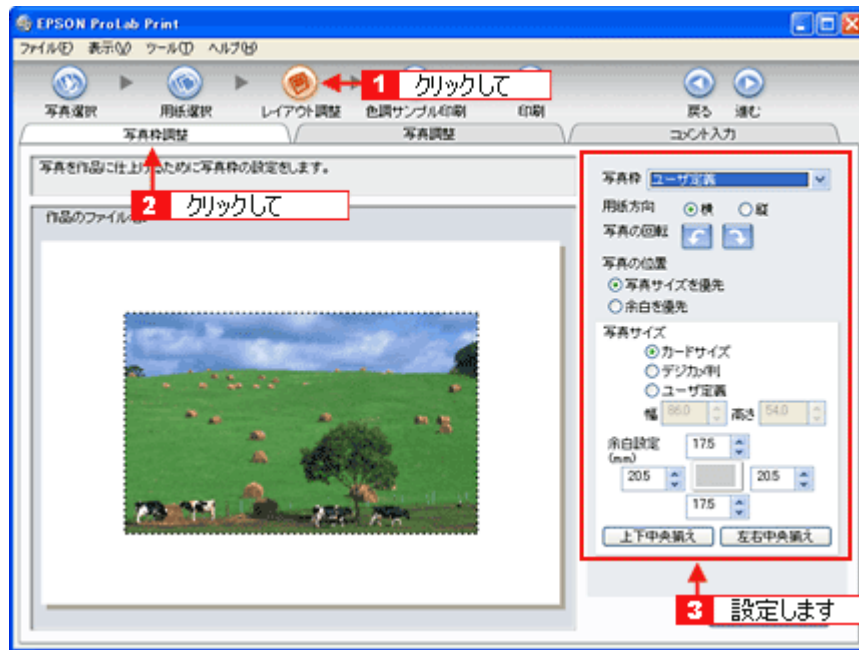 EPSON ProLab Print
ファイル(F) 表示(V) ツール(T) ヘルプ(H)
1 クリックして
写真選択 用紙選択 レイアウト調整 色調サンプル印刷 印刷 戻る 進む
写真枠調整 写真調整 コメント入力
写真を作品に仕上げるために写真枠の設定をします。
2 クリックして
作品のファイル名:
写真枠 ユーザ定義
用紙方向 横 縦
写真の回転
写真の位置
写真サイズを優先
余白を優先
写真サイズ
カードサイズ
デジカメ判
ユーザ定義
幅 86.0 高さ 54.0
余白設定 17.5
(mm)
20.5 20.5
17.5
上下中央揃え 左右中央揃え
3 設定します